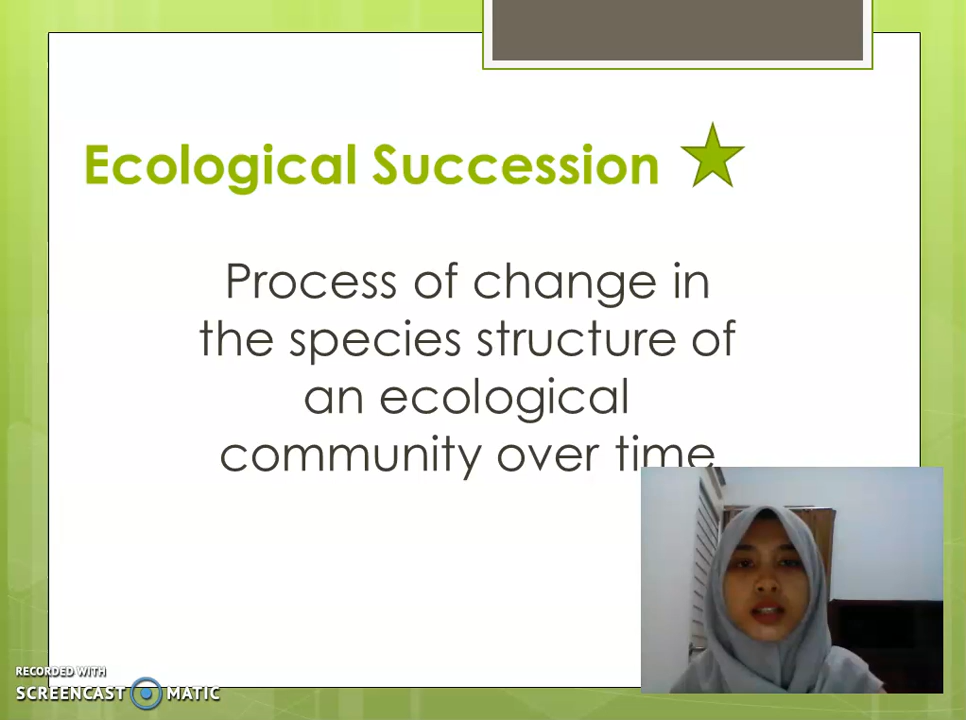 Ecological Succession
Process of change in
the species structure of
an ecological
community over time
RECORDED WITH
SCREENCAST MATIC